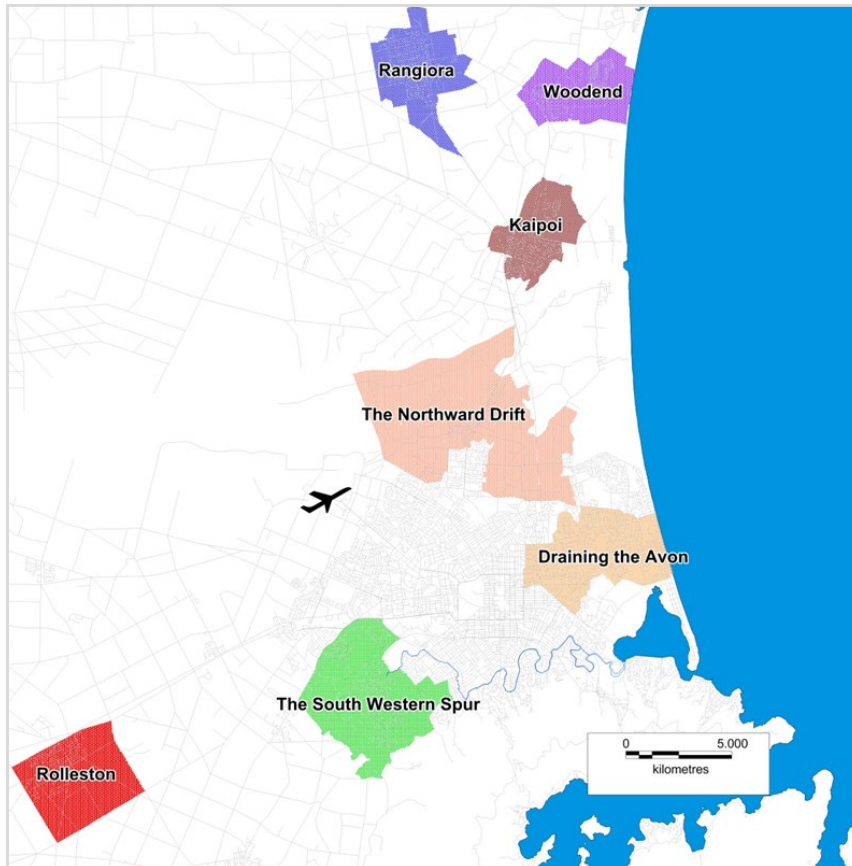 Rangiora
Woodend
Kaipoi
The Northward Drift
Draining the Avon
The South Western Spur
Rolleston
0 5.000
kilometres